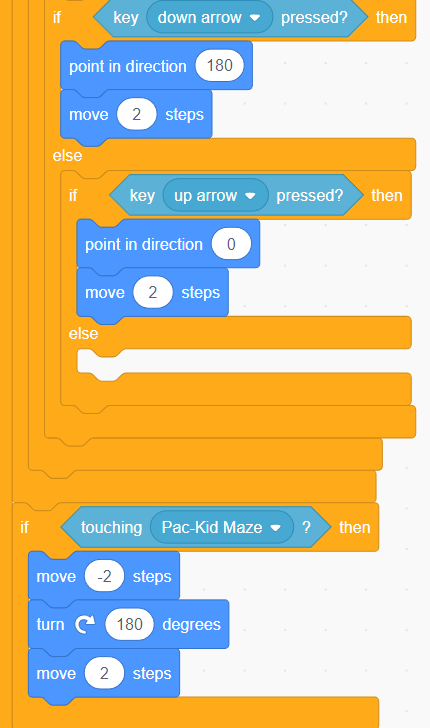 if key down arrow pressed? then
point in direction 180
move 2 steps
else
if key up arrow pressed? then
point in direction 0
move 2 steps
else
if touching Pac-Kid Maze ? then
move -2 steps
turn 180 degrees
move 2 steps